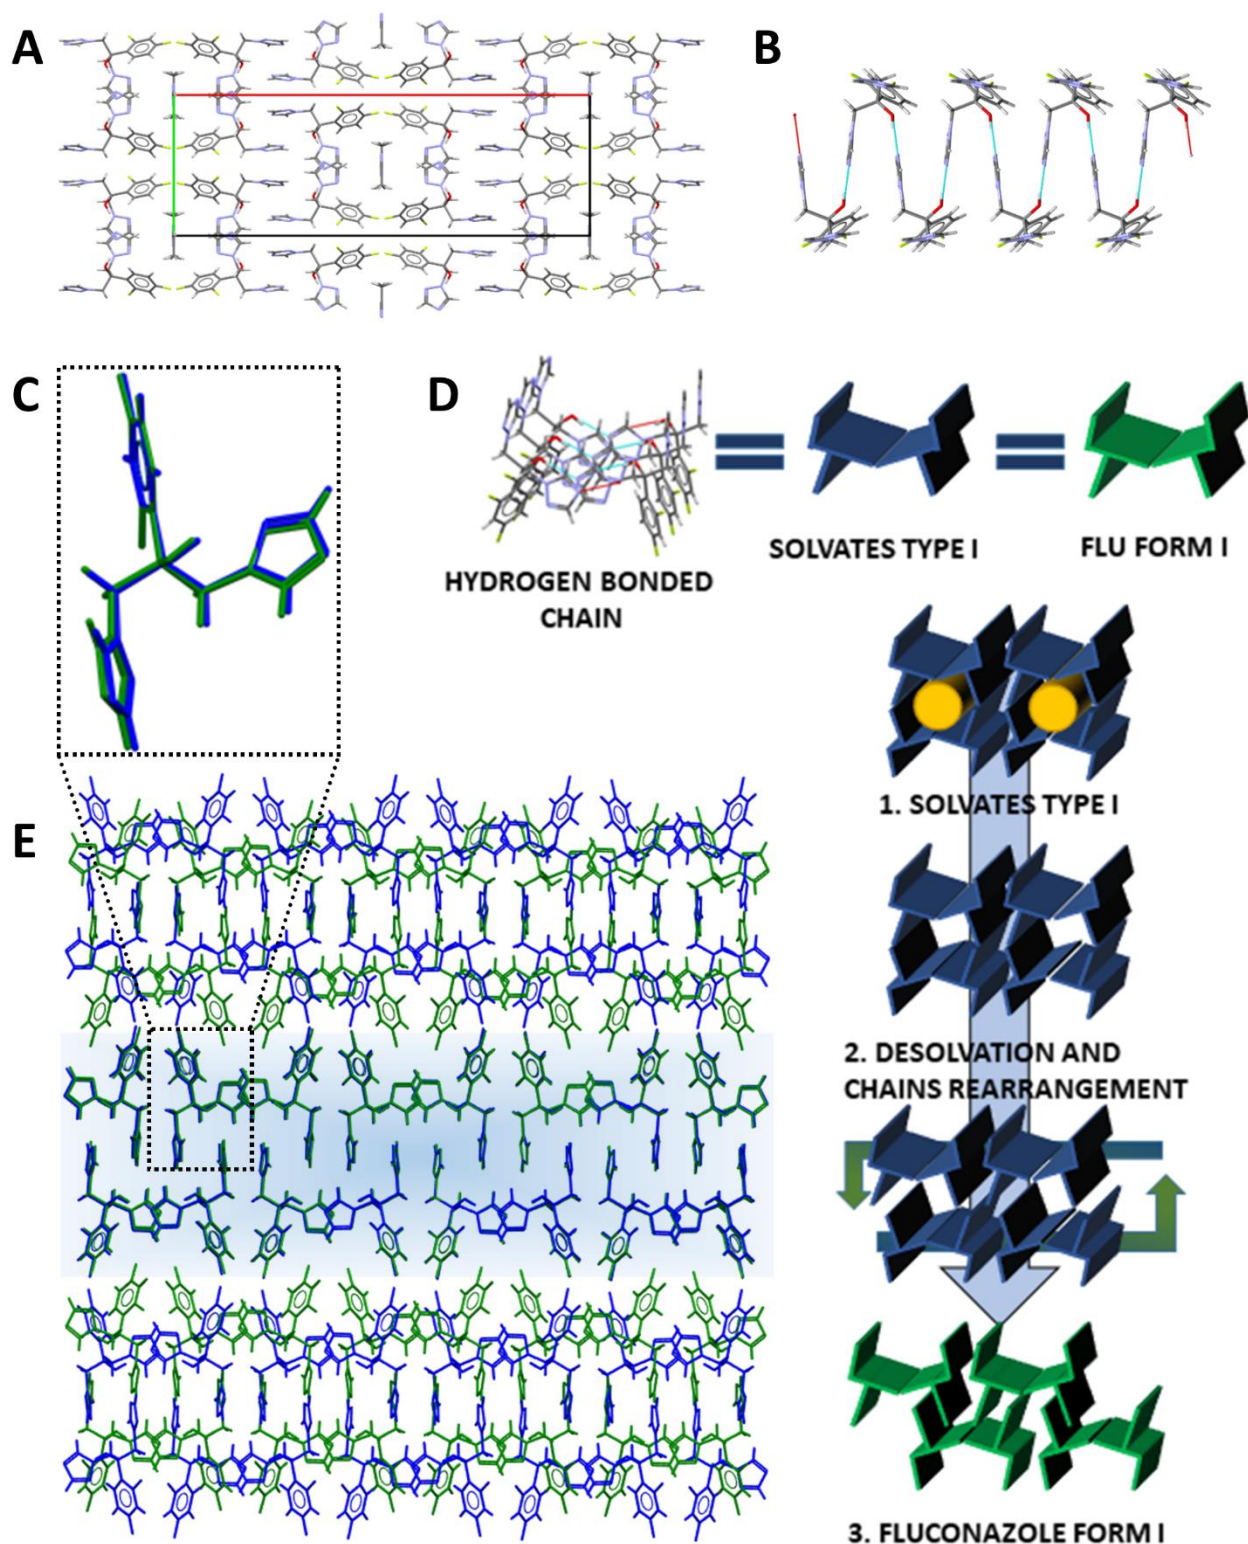 A
B
C
D
HYDROGEN BONDED
CHAIN
SOLVATES TYPE I
FLU FORM I
1. SOLVATES TYPE I
E
2. DESOLVATION AND
CHAINS REARRANGEMENT
3. FLUCONAZOLE FORM I